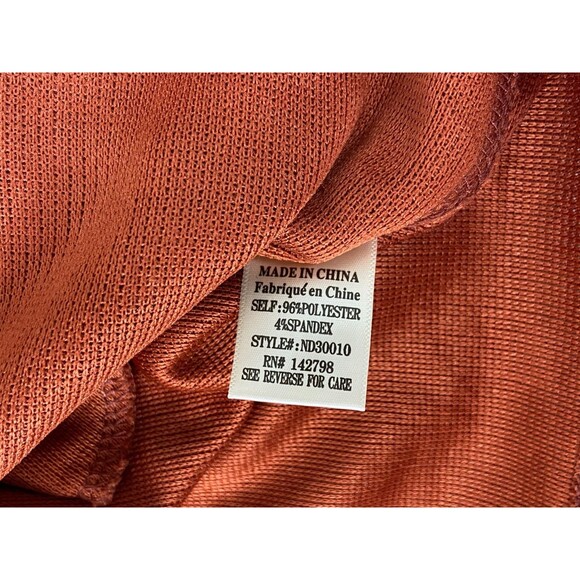 MADE IN CHINA
Fabriqué en Chine
SELF:96%POLYESTER
4%SPANDEX
STYLE#:ND30010
RN# 142798
SEE REVERSE FOR CARE